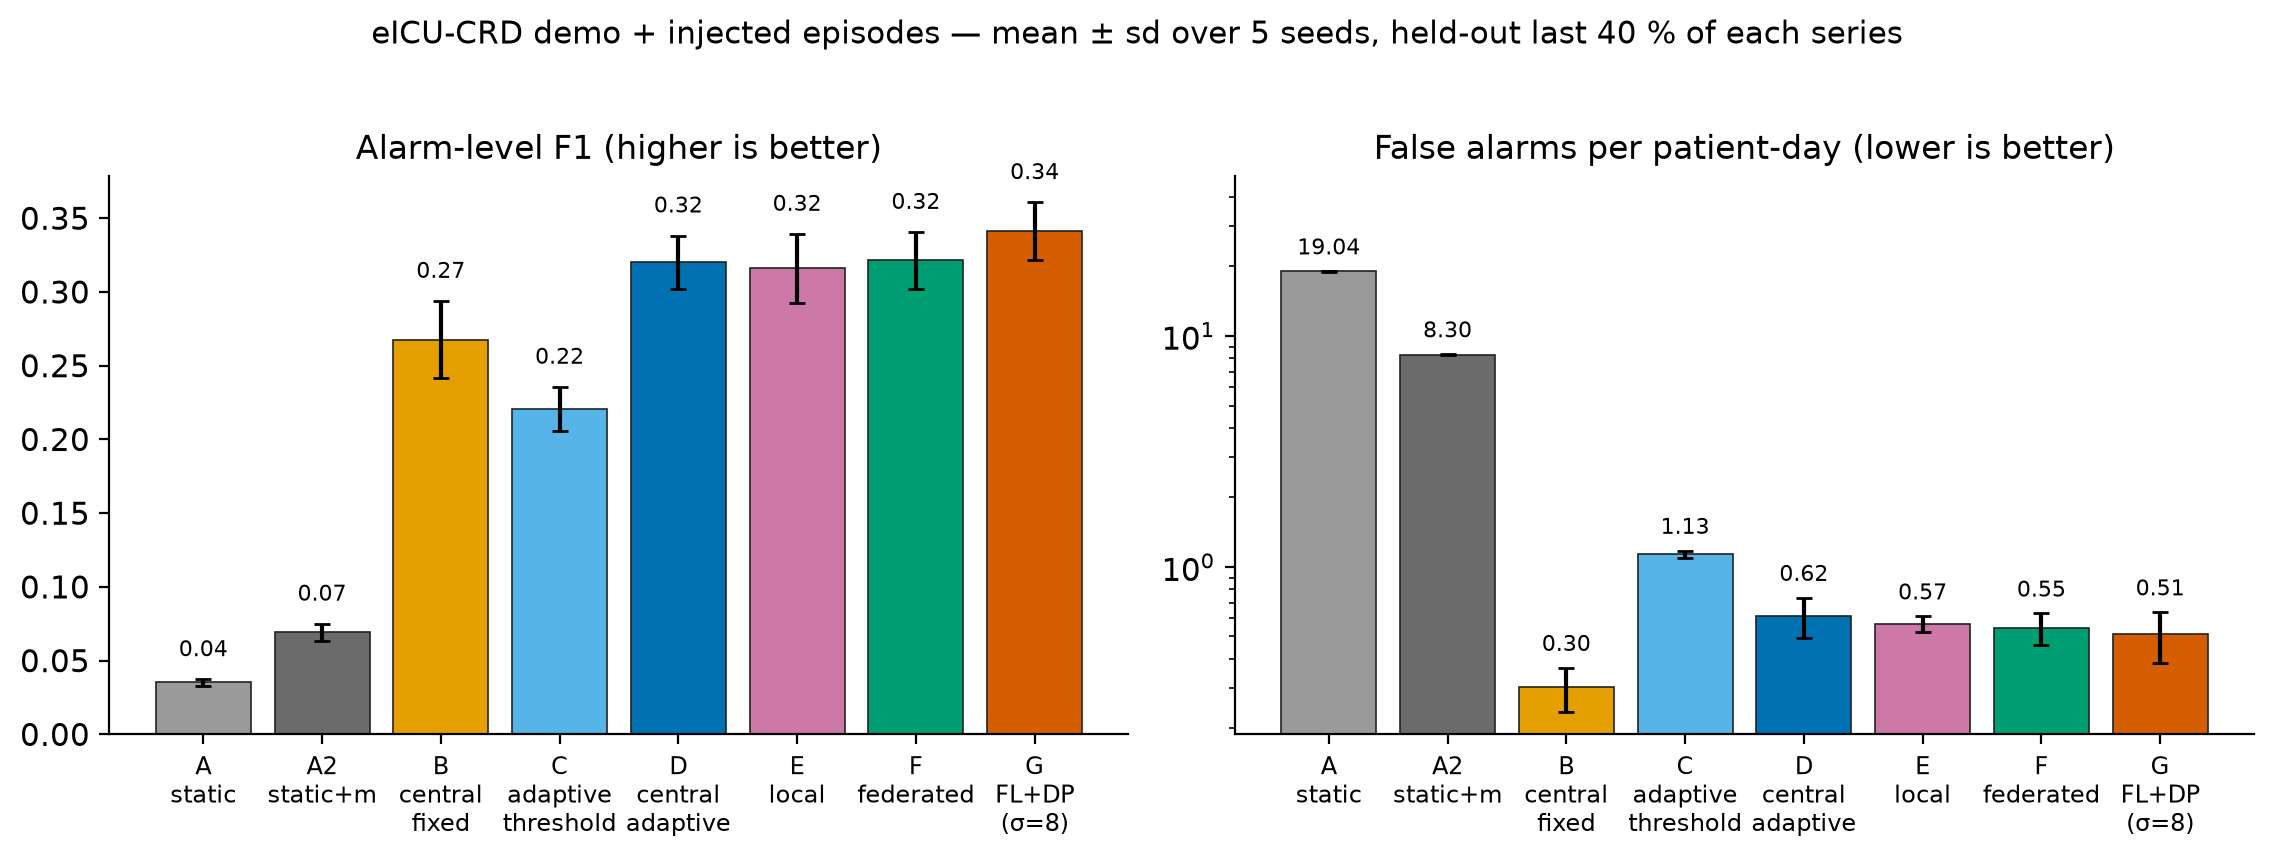 eICU-CRD demo + injected episodes — mean ± sd over 5 seeds, held-out last 40 % of each series
Alarm-level F1 (higher is better)
0.35
0.30
0.25
0.20
0.15
0.10
0.05
0.00
0.04
0.07
0.27
0.22
0.32
0.32
0.32
0.34
A
static
A2
static+m
B
central
fixed
C
adaptive
threshold
D
central
adaptive
E
local
F
federated
G
FL+DP
(σ=8)
False alarms per patient-day (lower is better)
10¹
10⁰
19.04
8.30
0.30
1.13
0.62
0.57
0.55
0.51
A
static
A2
static+m
B
central
fixed
C
adaptive
threshold
D
central
adaptive
E
local
F
federated
G
FL+DP
(σ=8)